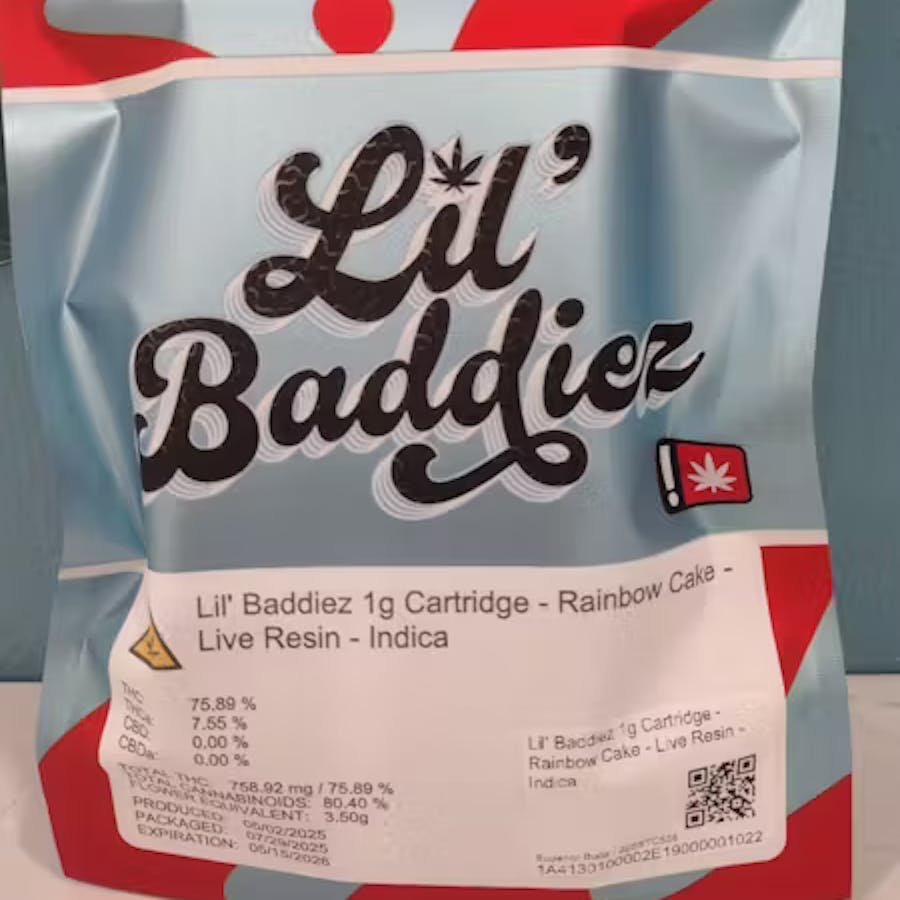 Lil'
Baddiez
Lil' Baddiez 1g Cartridge - Rainbow Cake -
Live Resin - Indica
THC: 75.89 %
THCa: 7.55 %
CBD: 0.00 %
CBDa: 0.00 %
TOTAL THC: 758.92 mg / 75.89 %
TOTAL CANNABINOIDS: 80.40 %
FLOWER EQUIVALENT: 3.50g
PRODUCED: 05/02/2025
PACKAGED: 07/29/2025
EXPIRATION: 05/15/2026
Lil' Baddiez 1g Cartridge -
Rainbow Cake - Live Resin -
Indica
Superior Buds /
1A4130100002E19000001022